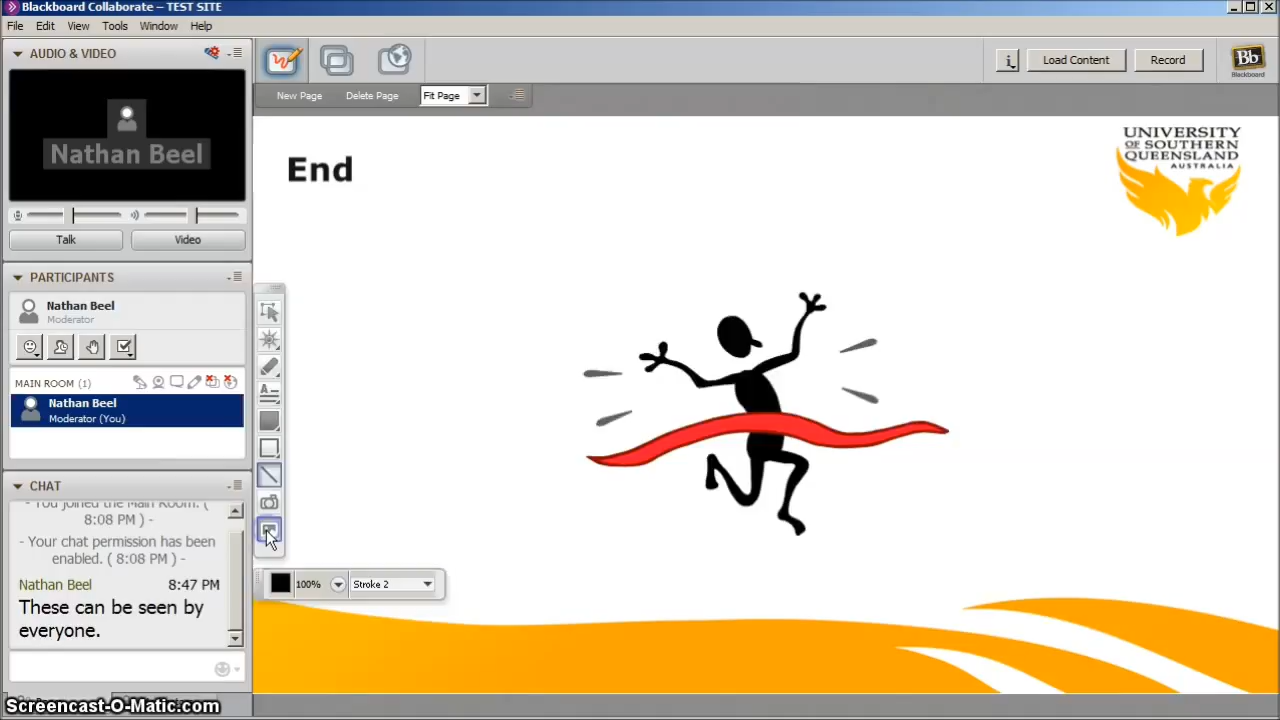 Blackboard Collaborate – TEST SITE
File Edit View Tools Window Help
AUDIO & VIDEO
Nathan Beel
Talk Video
PARTICIPANTS
Nathan Beel
Moderator
MAIN ROOM (1)
Nathan Beel
Moderator (You)
CHAT
- You joined the Main Room. (
8:08 PM ) -
- Your chat permission has been
enabled. ( 8:08 PM ) -
Nathan Beel 8:47 PM
These can be seen by
everyone.
Load Content Record
Bb
Blackboard
New Page Delete Page Fit Page
End
UNIVERSITY
OF SOUTHERN
QUEENSLAND
AUSTRALIA
100% Stroke 2
Screencast-O-Matic.com